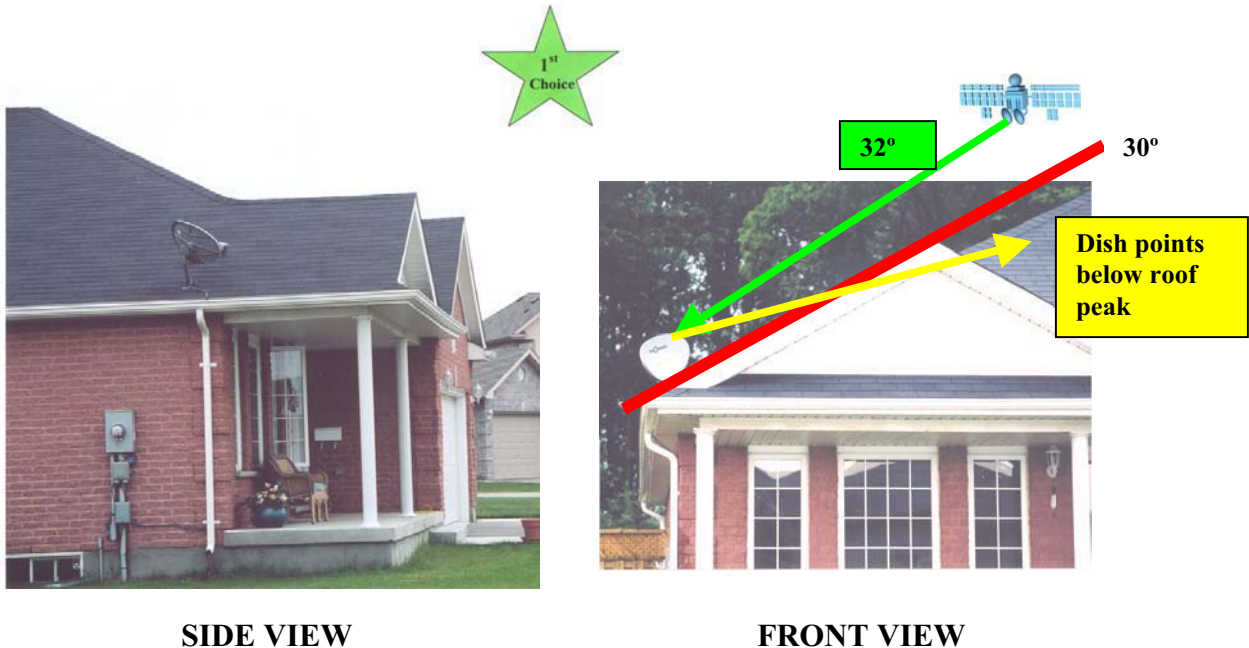 1st
Choice
32º
30º
Dish points
below roof
peak
SIDE VIEW
FRONT VIEW